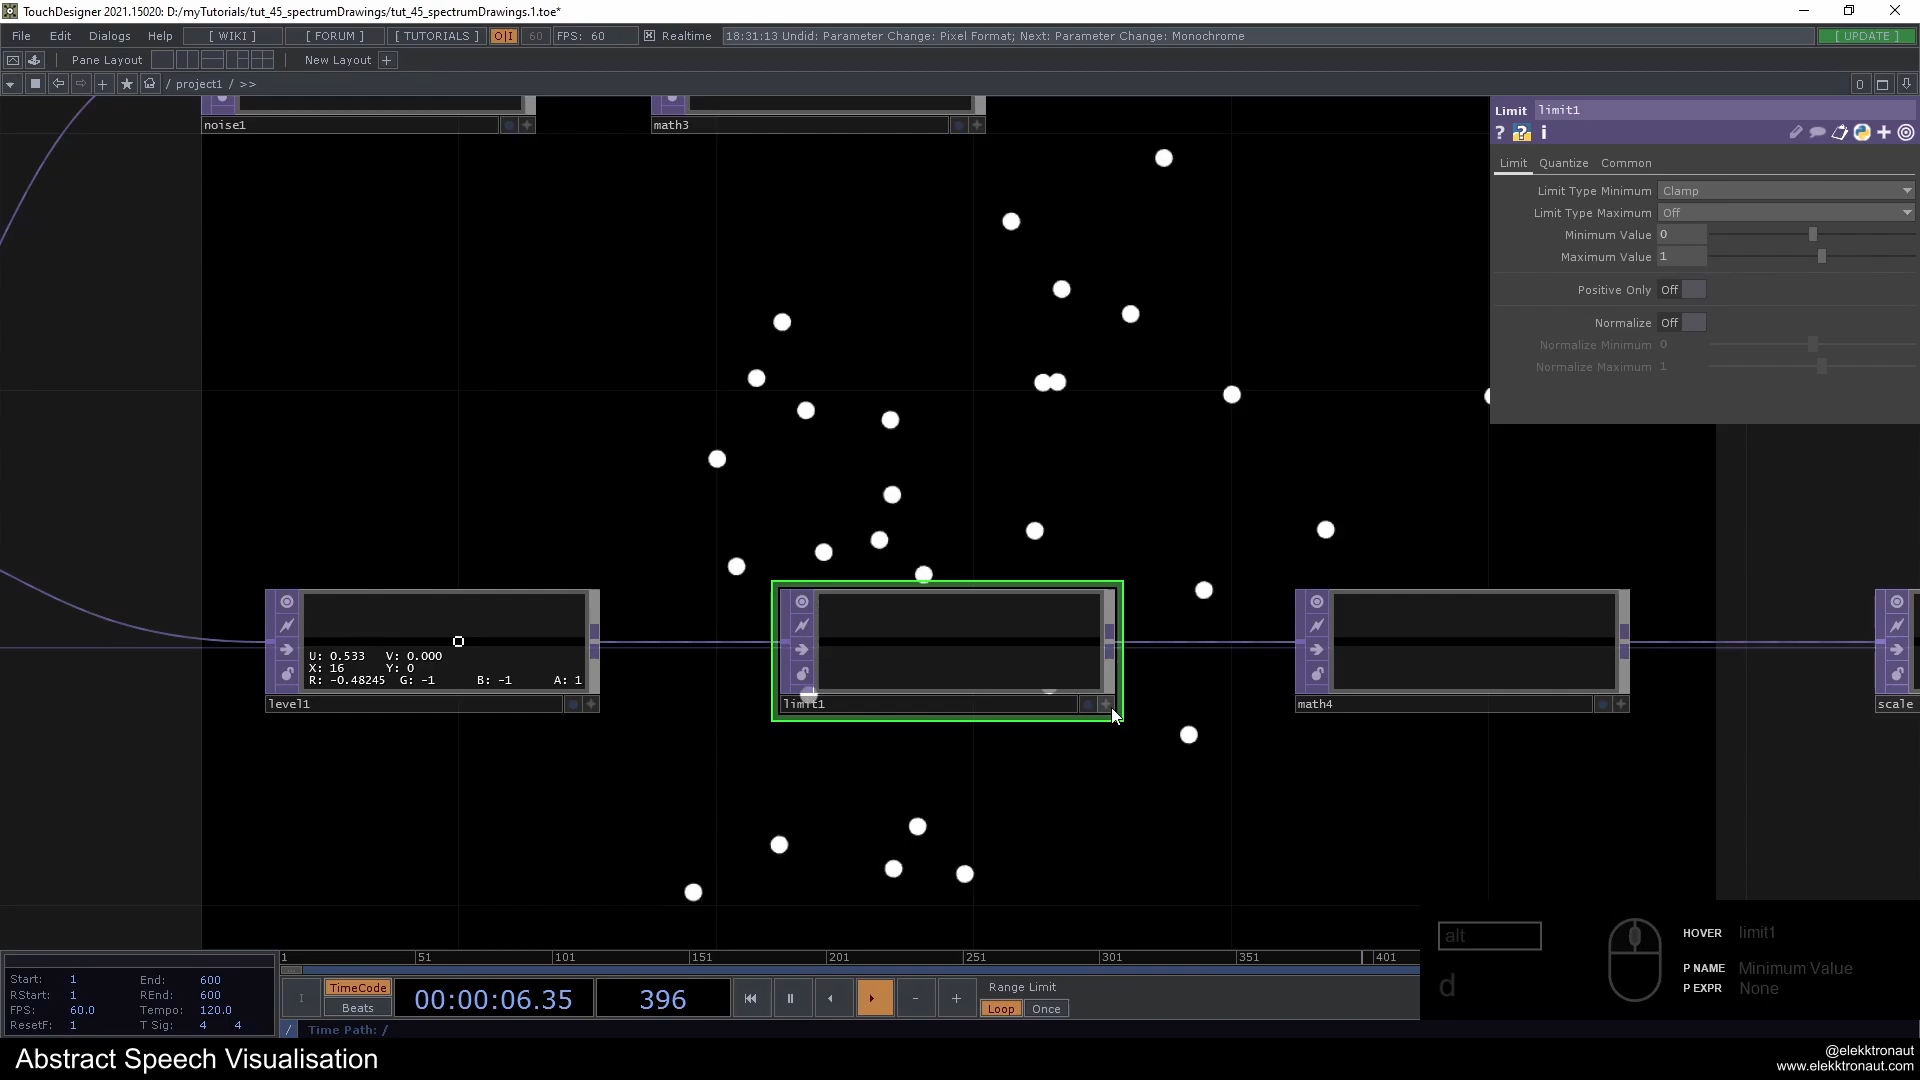 TouchDesigner 2021.15020: D:/myTutorials/tut_45_spectrumDrawings/tut_45_spectrumDrawings.1.toe*
File Edit Dialogs Help [ WIKI ] [ FORUM ] [ TUTORIALS ] O|I 60 FPS: 60 Realtime 18:31:13 Undid: Parameter Change: Pixel Format; Next: Parameter Change: Monochrome [ UPDATE ]
Pane Layout New Layout +
/ project1 / >> 0
noise1 math3
Limit limit1
? ? i
Limit Quantize Common
Limit Type Minimum Clamp
Limit Type Maximum Off
Minimum Value 0
Maximum Value 1
Positive Only Off
Normalize Off
Normalize Minimum 0
Normalize Maximum 1
U: 0.533 V: 0.000
X: 16 Y: 0
R: -0.48245 G: -1 B: -1 A: 1
level1 limit1 math4 scale
alt
d
HOVER limit1
P NAME Minimum Value
P EXPR None
1 51 101 151 201 251 301 351 401
Start: 1 End: 600
RStart: 1 REnd: 600
FPS: 60.0 Tempo: 120.0
ResetF: 1 T Sig: 4 4
TimeCode
Beats
00:00:06.35 396
Range Limit
Loop Once
/ Time Path: /
Abstract Speech Visualisation
@elekktronaut
www.elekktronaut.com